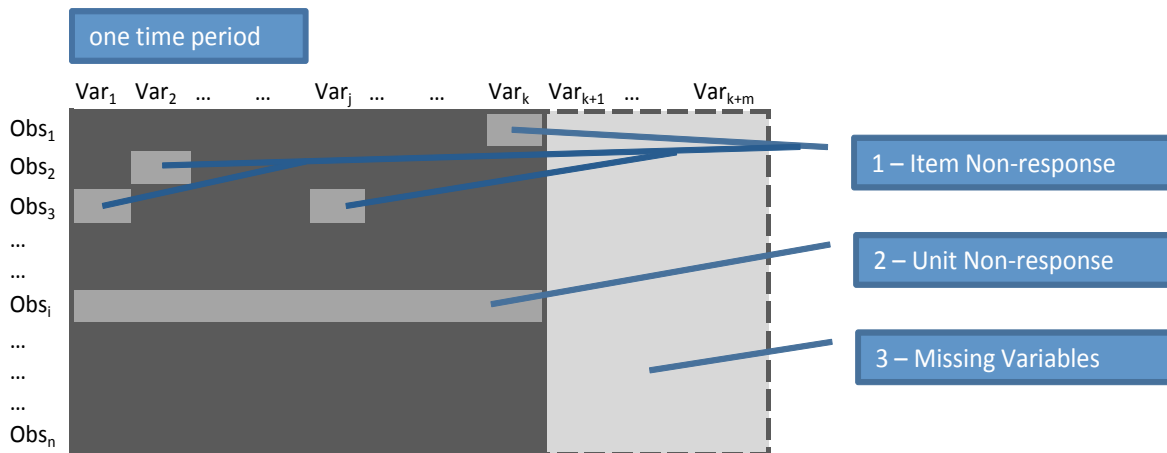 one time period
Var₁ Var₂ ... ... Varⱼ ... ... Varₖ Varₖ₊₁ ... Varₖ₊ₘ
Obs₁
Obs₂
Obs₃
...
...
Obsᵢ
...
...
...
Obsₙ
1 – Item Non-response
2 – Unit Non-response
3 – Missing Variables